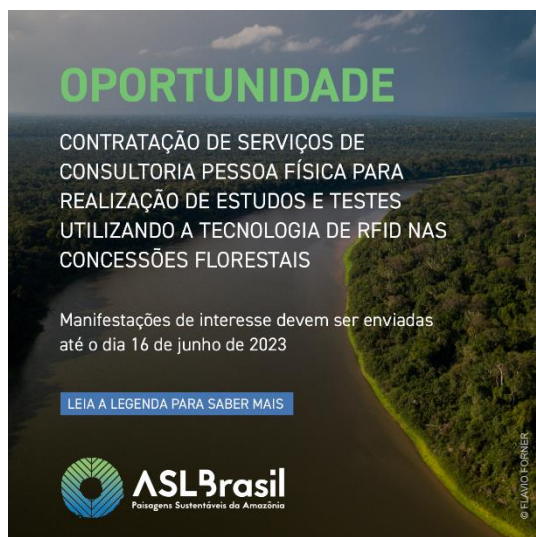 OPORTUNIDADE
CONTRATAÇÃO DE SERVIÇOS DE
CONSULTORIA PESSOA FÍSICA PARA
REALIZAÇÃO DE ESTUDOS E TESTES
UTILIZANDO A TECNOLOGIA DE RFID NAS
CONCESSÕES FLORESTAIS
Manifestações de interesse devem ser enviadas
até o dia 16 de junho de 2023
LEIA A LEGENDA PARA SABER MAIS
ASLBrasil
Paisagens Sustentáveis da Amazônia
© FLAVIO FORNER